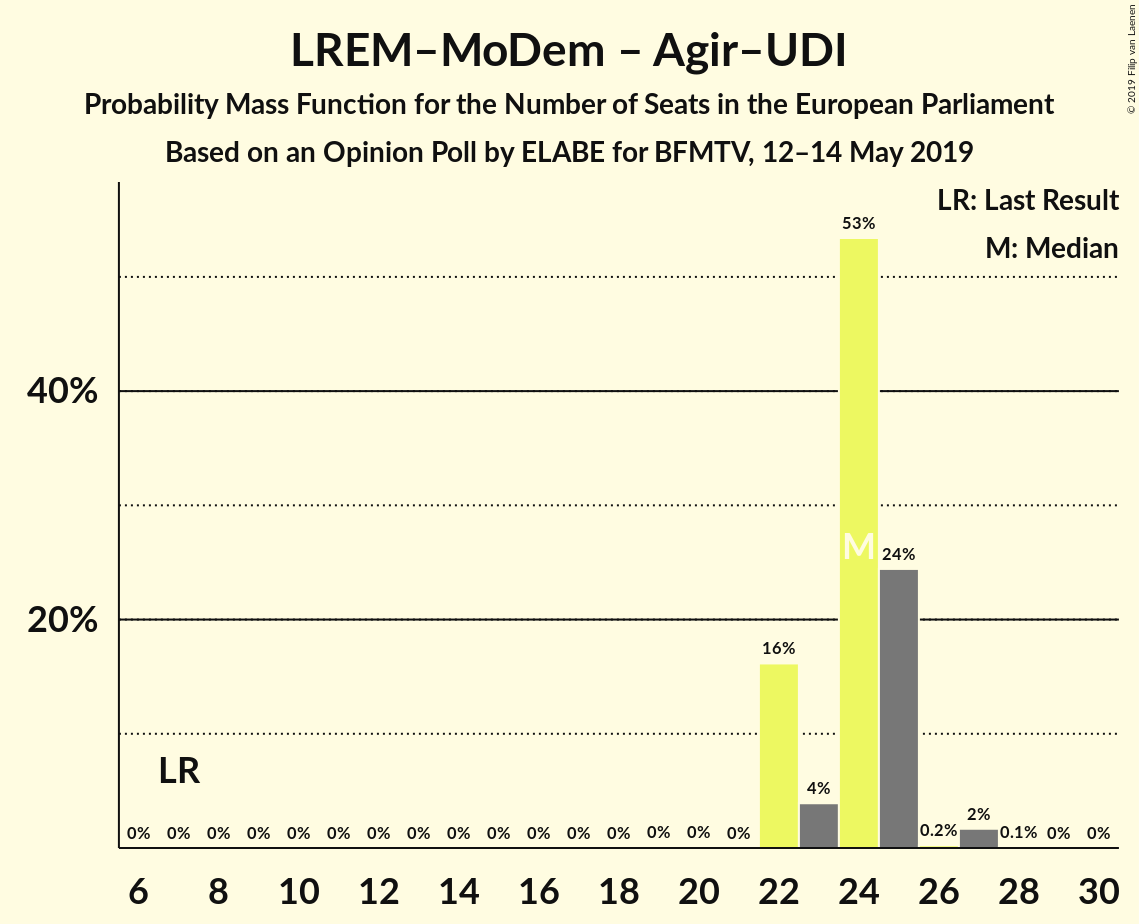 LREM–MoDem – Agir–UDI
Probability Mass Function for the Number of Seats in the European Parliament
Based on an Opinion Poll by ELABE for BFMTV, 12–14 May 2019
© 2019 Filip van Laenen
LR: Last Result
M: Median
53%
40%
M
24%
20%
16%
LR
4%
2%
0% 0% 0% 0% 0% 0% 0% 0% 0% 0% 0% 0% 0% 0% 0% 0% 0.2% 0.1% 0% 0%
6 8 10 12 14 16 18 20 22 24 26 28 30